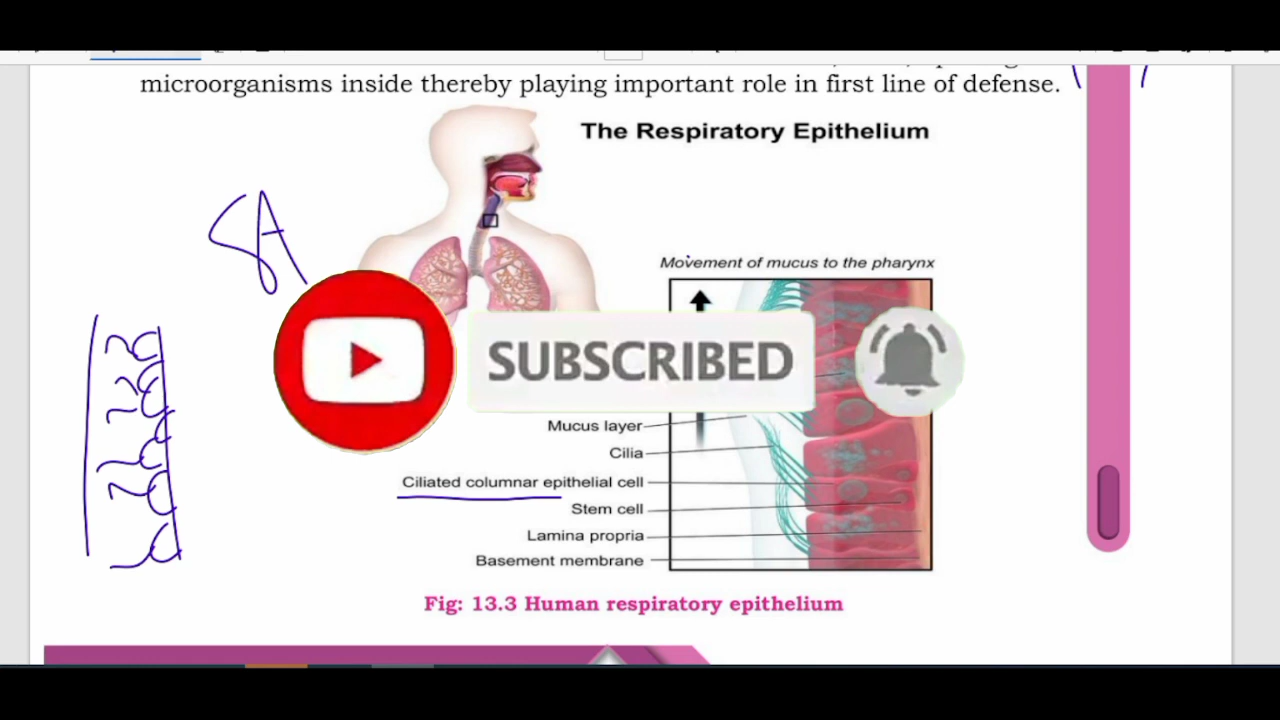 microorganisms inside thereby playing important role in first line of defense.
The Respiratory Epithelium
SA
Movement of mucus to the pharynx
SUBSCRIBED
Mucus layer
Cilia
Ciliated columnar epithelial cell
Stem cell
Lamina propria
Basement membrane
Fig: 13.3 Human respiratory epithelium